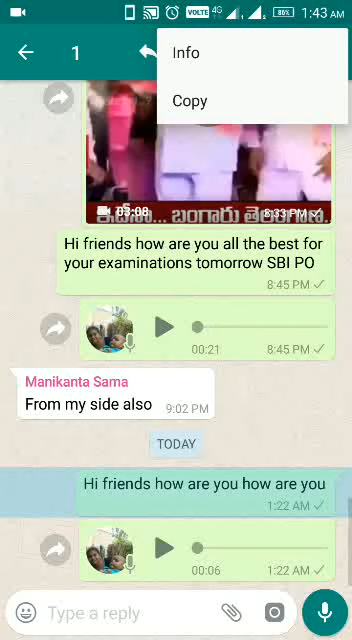 VOLTE 4G 86% 1:43 AM
1
Info
Copy
03:08
8:33 PM
బంగారు తెలంగాణ..
Hi friends how are you all the best for
your examinations tomorrow SBI PO
8:45 PM
00:21 8:45 PM
Manikanta Sama
From my side also 9:02 PM
TODAY
Hi friends how are you how are you
1:22 AM
00:06 1:22 AM
Type a reply